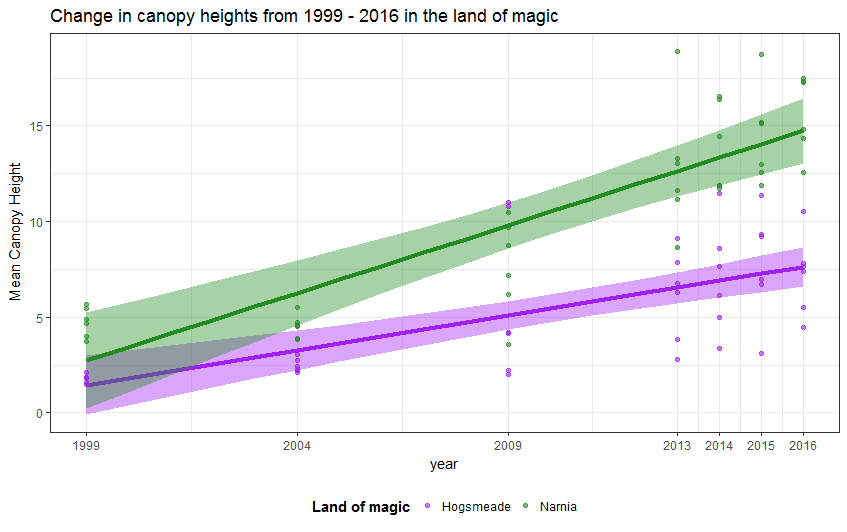 Change in canopy heights from 1999 - 2016 in the land of magic
Mean Canopy Height
15
10
5
0
1999 2004 2009 2013 2014 2015 2016
year
Land of magic Hogsmeade Narnia